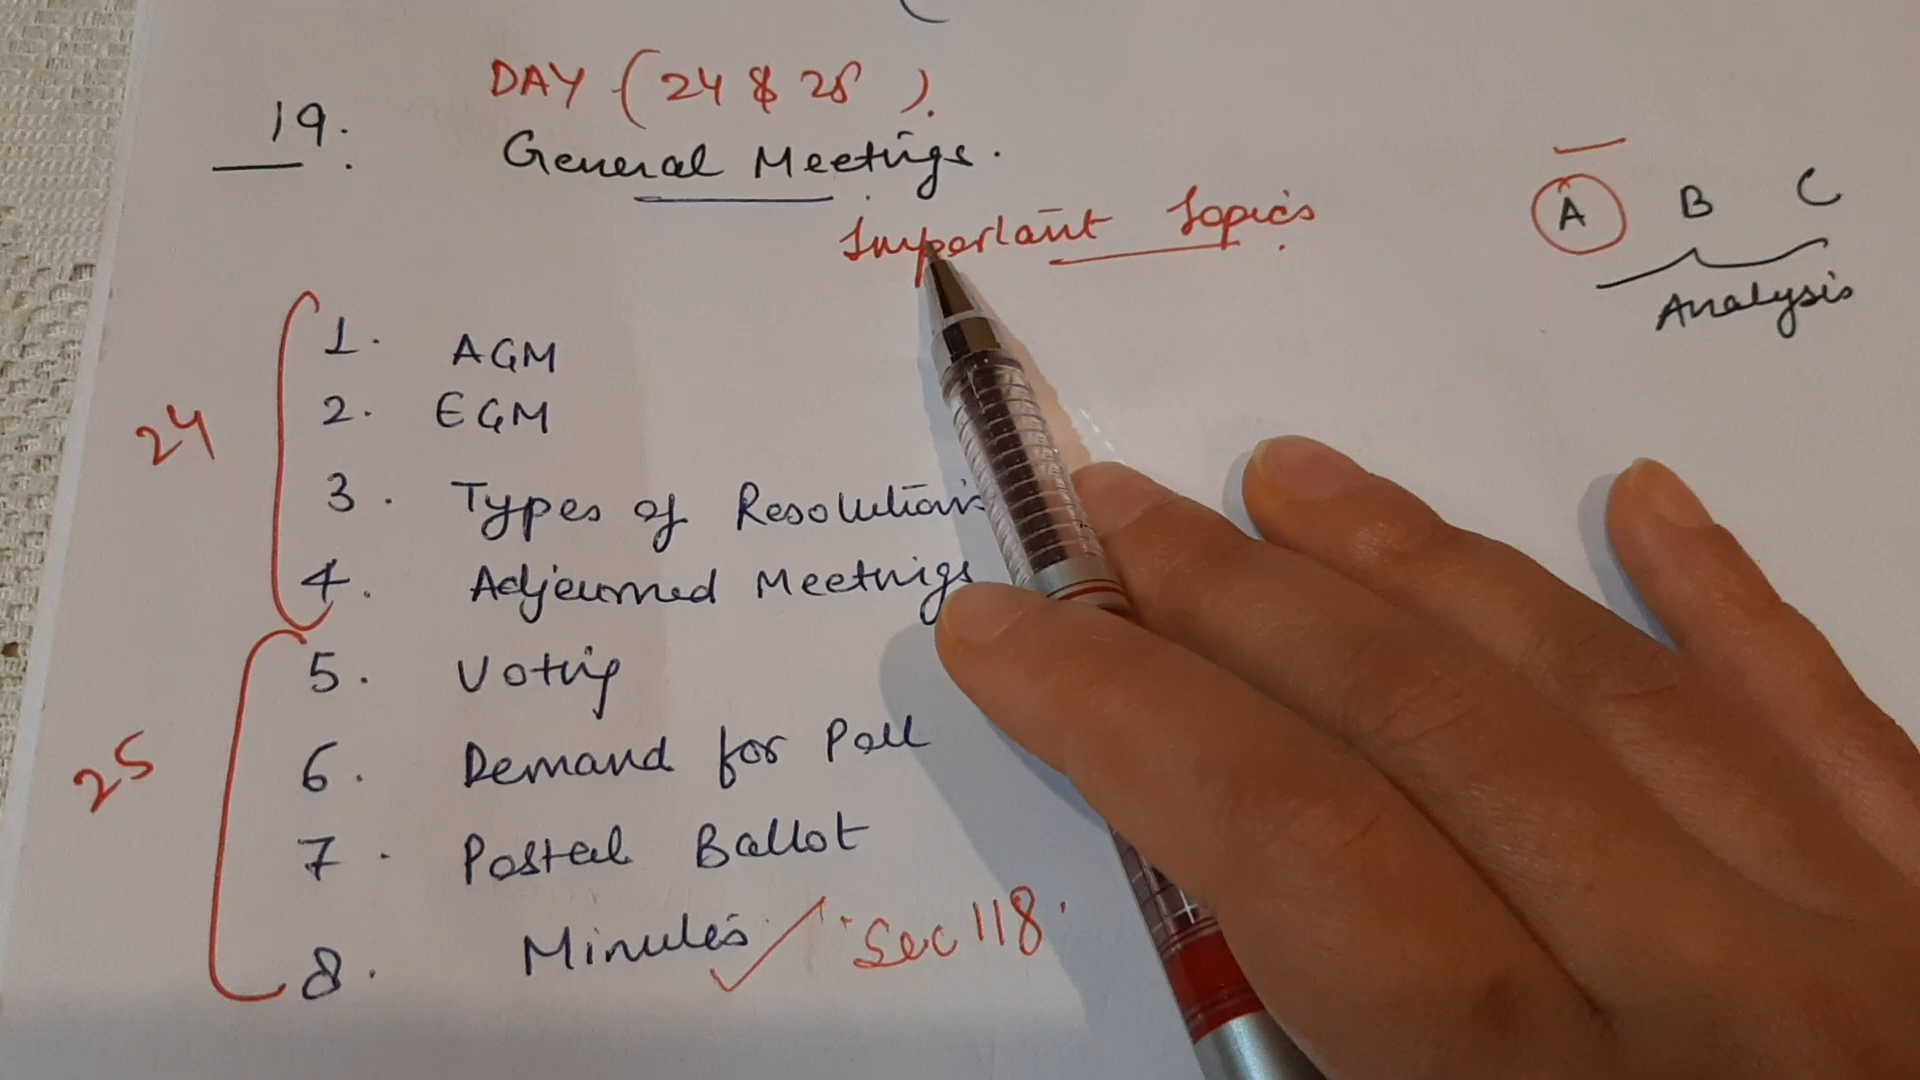 DAY (24 & 25).
19.
General Meetings.
Important Topics
A B C
Analysis
24
1. AGM
2. EGM
3. Types of Resolutions
4. Adjourned Meetings
25
5. Voting
6. Demand for Poll
7. Postal Ballot
8. Minutes ✓ Sec 118.